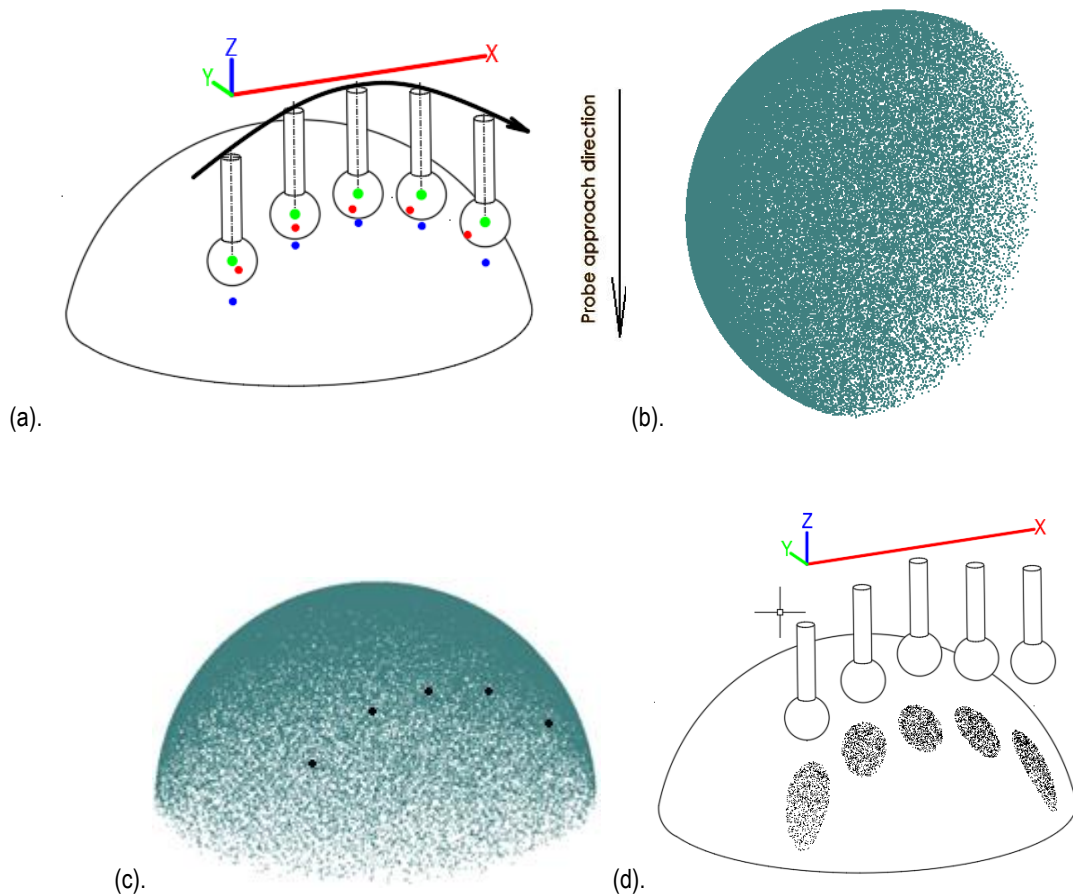 Z
X
Y
Probe approach direction
(a).
(b).
Z
X
Y
(c).
(d).